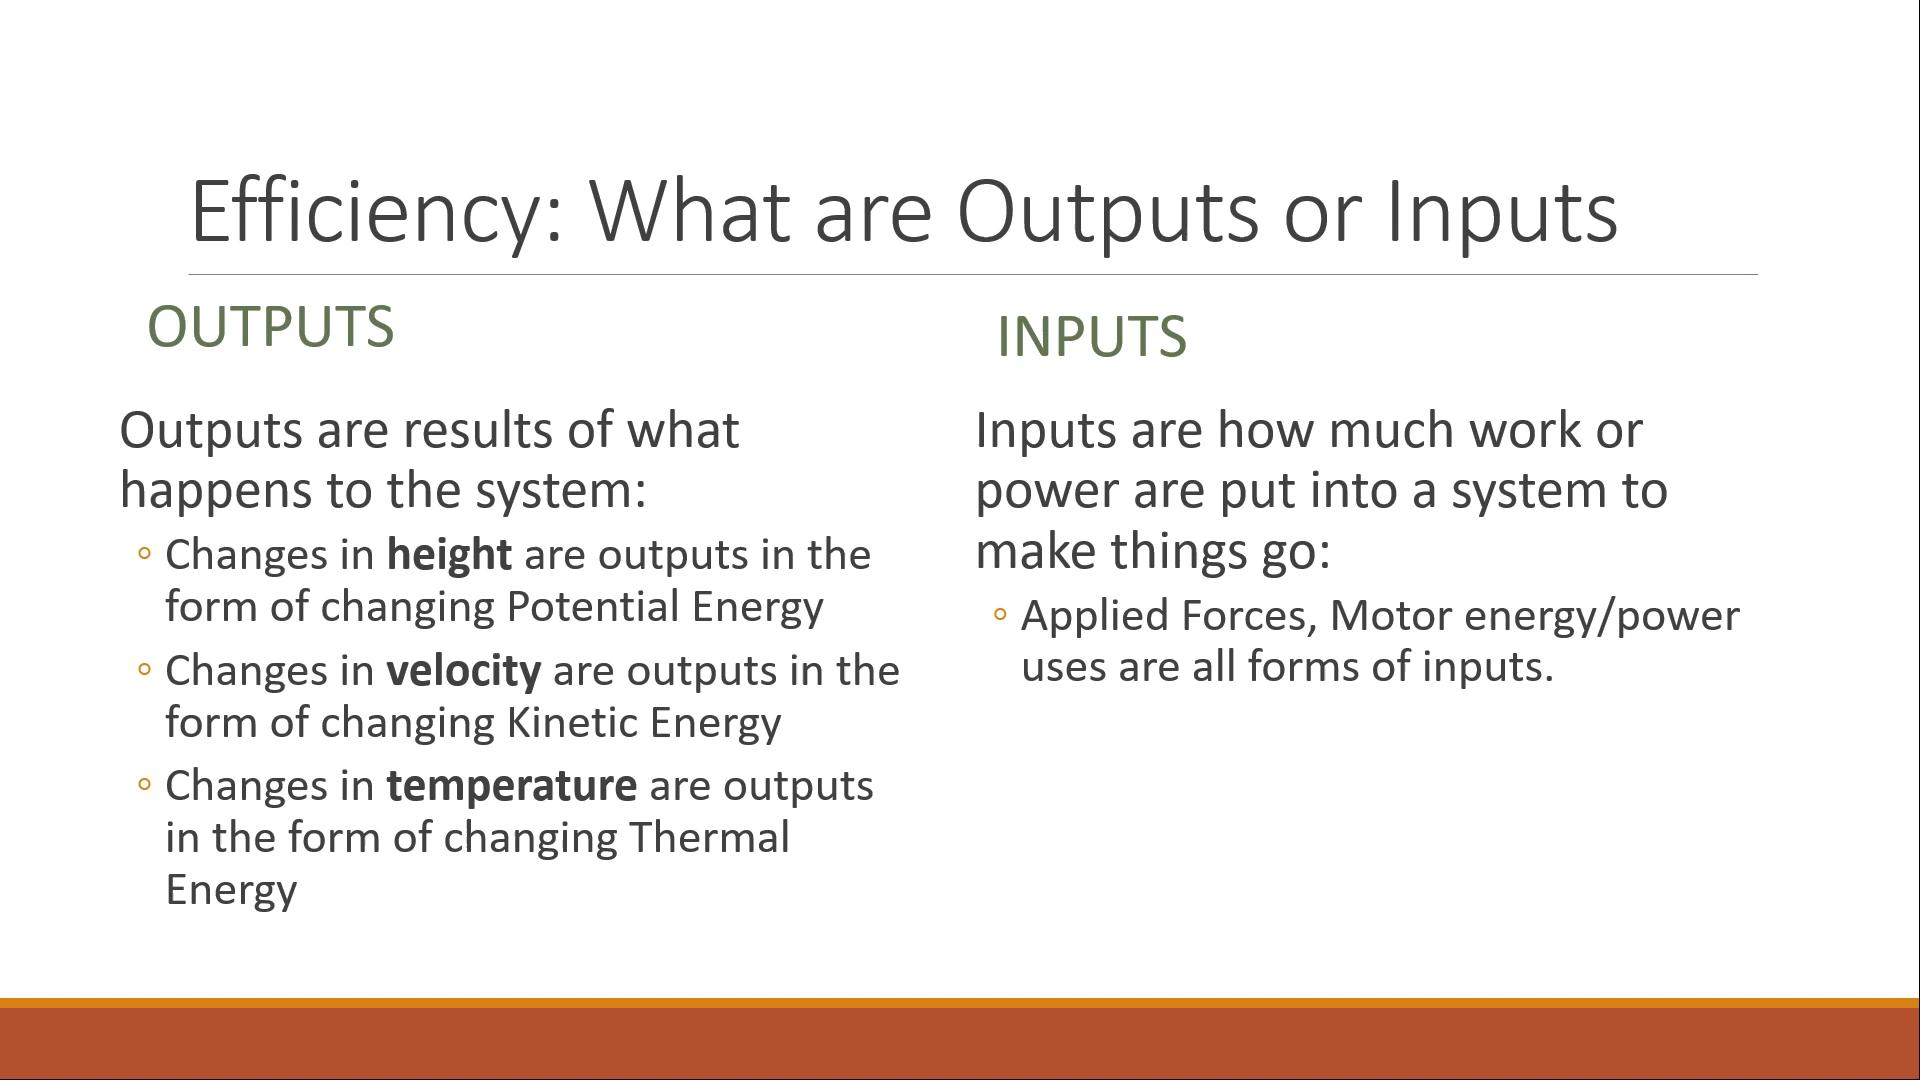 Efficiency: What are Outputs or Inputs
OUTPUTS
Outputs are results of what
happens to the system:
◦ Changes in height are outputs in the
form of changing Potential Energy
◦ Changes in velocity are outputs in the
form of changing Kinetic Energy
◦ Changes in temperature are outputs
in the form of changing Thermal
Energy
INPUTS
Inputs are how much work or
power are put into a system to
make things go:
◦ Applied Forces, Motor energy/power
uses are all forms of inputs.